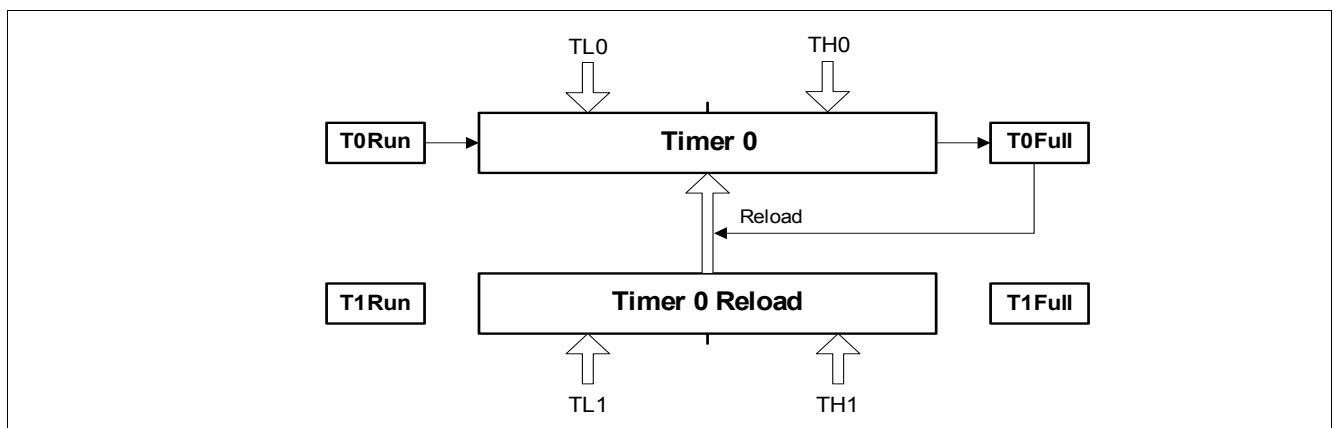 TL0 TH0
T0Run Timer 0 T0Full
Reload
T1Run Timer 0 Reload T1Full
TL1 TH1